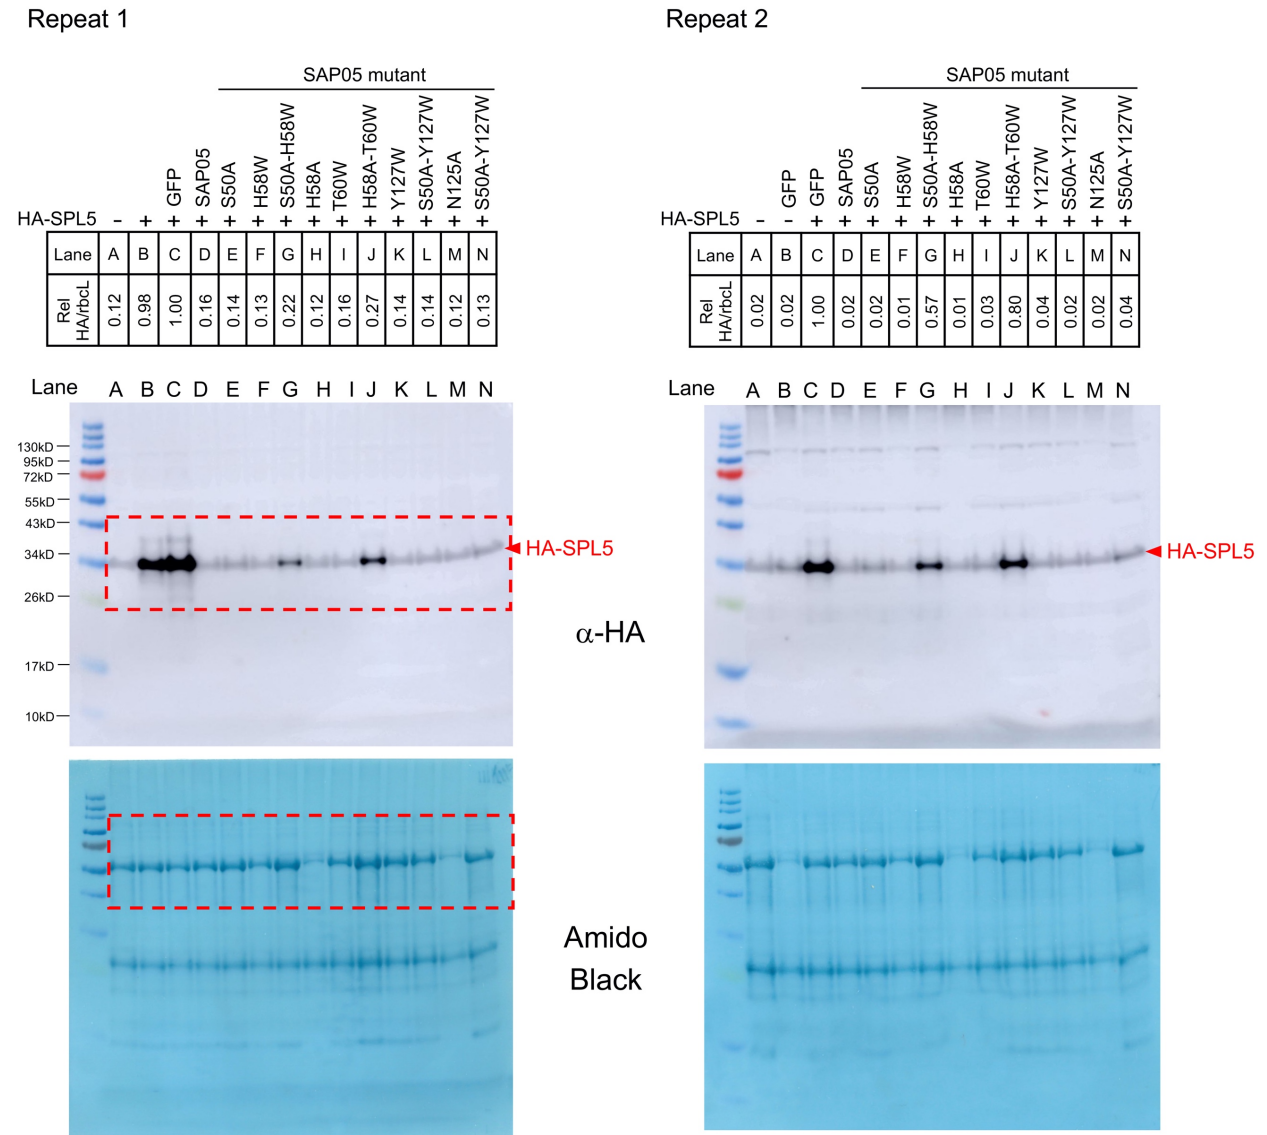 Repeat 1
SAP05 mutant
GFP
SAP05
S50A
H58W
S50A-H58W
H58A
T60W
H58A-T60W
Y127W
S50A-Y127W
N125A
S50A-Y127W
HA-SPL5 – + + + + + + + + + + + + +
Lane A B C D E F G H I J K L M N
Rel HA/rbcL 0.12 0.98 1.00 0.16 0.14 0.13 0.22 0.12 0.16 0.27 0.14 0.14 0.12 0.13
Lane A B C D E F G H I J K L M N
130kD
95kD
72kD
55kD
43kD
34kD
26kD
17kD
10kD
HA-SPL5
Repeat 2
SAP05 mutant
GFP
GFP
SAP05
S50A
H58W
S50A-H58W
H58A
T60W
H58A-T60W
Y127W
S50A-Y127W
N125A
S50A-Y127W
HA-SPL5 – – + + + + + + + + + + + +
Lane A B C D E F G H I J K L M N
Rel HA/rbcL 0.02 0.02 1.00 0.02 0.02 0.01 0.57 0.01 0.03 0.80 0.04 0.02 0.02 0.04
Lane A B C D E F G H I J K L M N
HA-SPL5
α-HA
Amido
Black